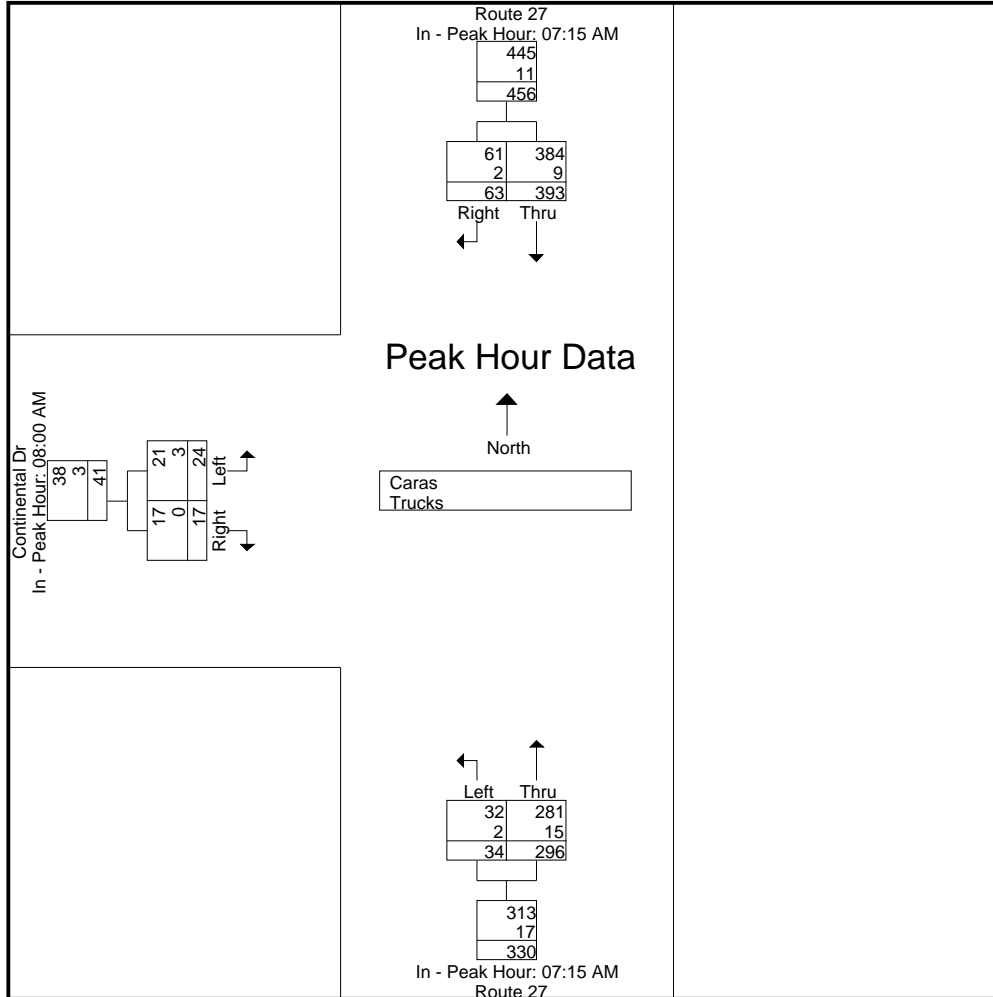 Route 27
In - Peak Hour: 07:15 AM
445
11
456
61 384
2 9
63 393
Right Thru
Peak Hour Data
North
Caras
Trucks
Continental Dr
In - Peak Hour: 08:00 AM
38
3
41
21
3
24
Left
17
0
17
Right
Left Thru
32 281
2 15
34 296
313
17
330
In - Peak Hour: 07:15 AM
Route 27